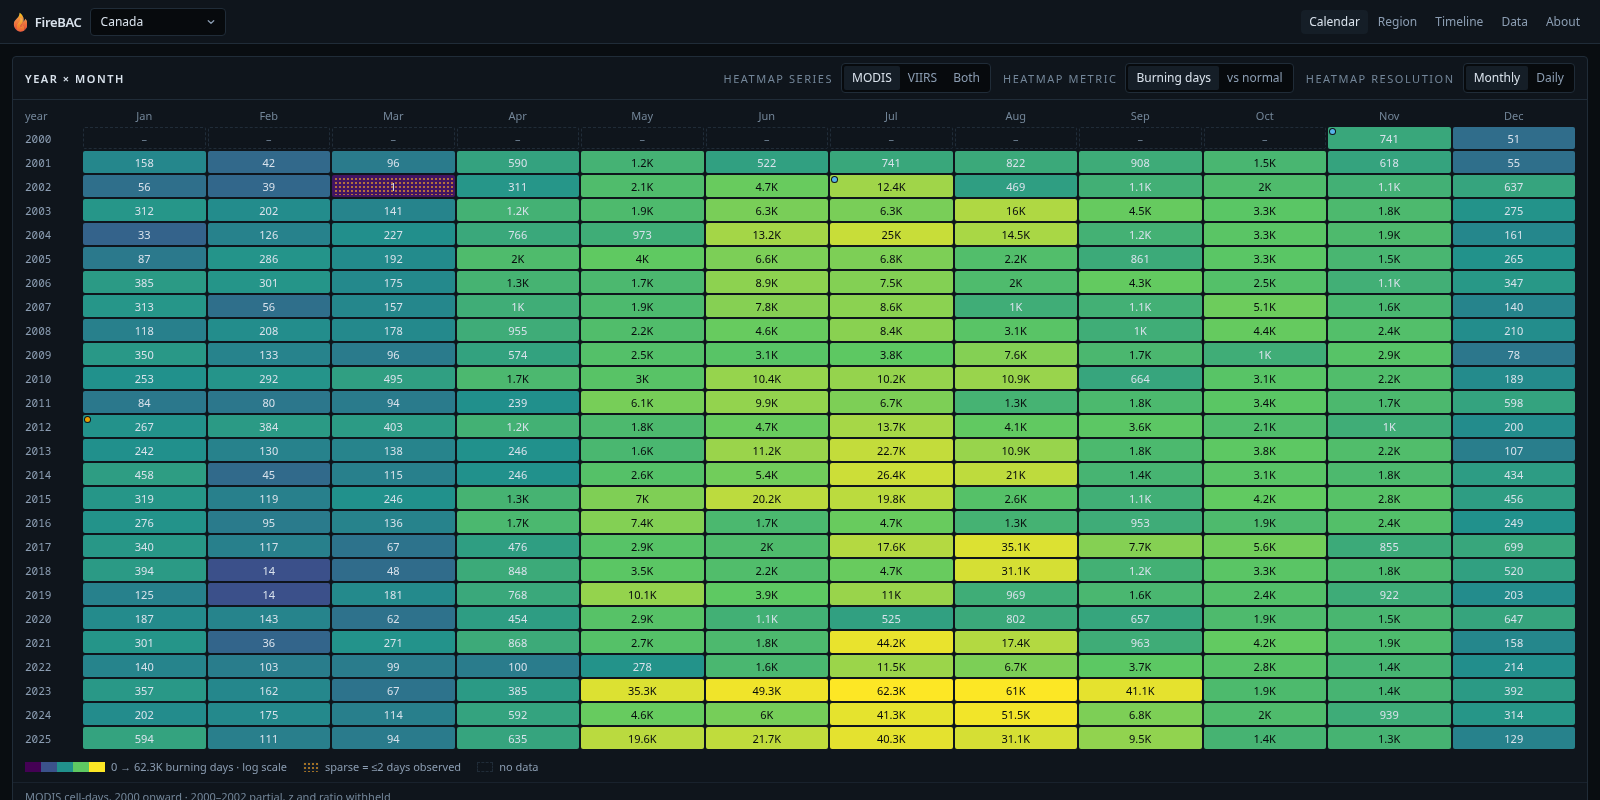 FireBAC Canada Calendar Region Timeline Data About
YEAR × MONTH HEATMAP SERIES MODIS VIIRS Both HEATMAP METRIC Burning days vs normal HEATMAP RESOLUTION Monthly Daily
year Jan Feb Mar Apr May Jun Jul Aug Sep Oct Nov Dec
2000 – – – – – – – – – – 741 51
2001 158 42 96 590 1.2K 522 741 822 908 1.5K 618 55
2002 56 39 1 311 2.1K 4.7K 12.4K 469 1.1K 2K 1.1K 637
2003 312 202 141 1.2K 1.9K 6.3K 6.3K 16K 4.5K 3.3K 1.8K 275
2004 33 126 227 766 973 13.2K 25K 14.5K 1.2K 3.3K 1.9K 161
2005 87 286 192 2K 4K 6.6K 6.8K 2.2K 861 3.3K 1.5K 265
2006 385 301 175 1.3K 1.7K 8.9K 7.5K 2K 4.3K 2.5K 1.1K 347
2007 313 56 157 1K 1.9K 7.8K 8.6K 1K 1.1K 5.1K 1.6K 140
2008 118 208 178 955 2.2K 4.6K 8.4K 3.1K 1K 4.4K 2.4K 210
2009 350 133 96 574 2.5K 3.1K 3.8K 7.6K 1.7K 1K 2.9K 78
2010 253 292 495 1.7K 3K 10.4K 10.2K 10.9K 664 3.1K 2.2K 189
2011 84 80 94 239 6.1K 9.9K 6.7K 1.3K 1.8K 3.4K 1.7K 598
2012 267 384 403 1.2K 1.8K 4.7K 13.7K 4.1K 3.6K 2.1K 1K 200
2013 242 130 138 246 1.6K 11.2K 22.7K 10.9K 1.8K 3.8K 2.2K 107
2014 458 45 115 246 2.6K 5.4K 26.4K 21K 1.4K 3.1K 1.8K 434
2015 319 119 246 1.3K 7K 20.2K 19.8K 2.6K 1.1K 4.2K 2.8K 456
2016 276 95 136 1.7K 7.4K 1.7K 4.7K 1.3K 953 1.9K 2.4K 249
2017 340 117 67 476 2.9K 2K 17.6K 35.1K 7.7K 5.6K 855 699
2018 394 14 48 848 3.5K 2.2K 4.7K 31.1K 1.2K 3.3K 1.8K 520
2019 125 14 181 768 10.1K 3.9K 11K 969 1.6K 2.4K 922 203
2020 187 143 62 454 2.9K 1.1K 525 802 657 1.9K 1.5K 647
2021 301 36 271 868 2.7K 1.8K 44.2K 17.4K 963 4.2K 1.9K 158
2022 140 103 99 100 278 1.6K 11.5K 6.7K 3.7K 2.8K 1.4K 214
2023 357 162 67 385 35.3K 49.3K 62.3K 61K 41.1K 1.9K 1.4K 392
2024 202 175 114 592 4.6K 6K 41.3K 51.5K 6.8K 2K 939 314
2025 594 111 94 635 19.6K 21.7K 40.3K 31.1K 9.5K 1.4K 1.3K 129
0 → 62.3K burning days · log scale sparse = ≤2 days observed no data
MODIS cell-days, 2000 onward · 2000–2002 partial, z and ratio withheld